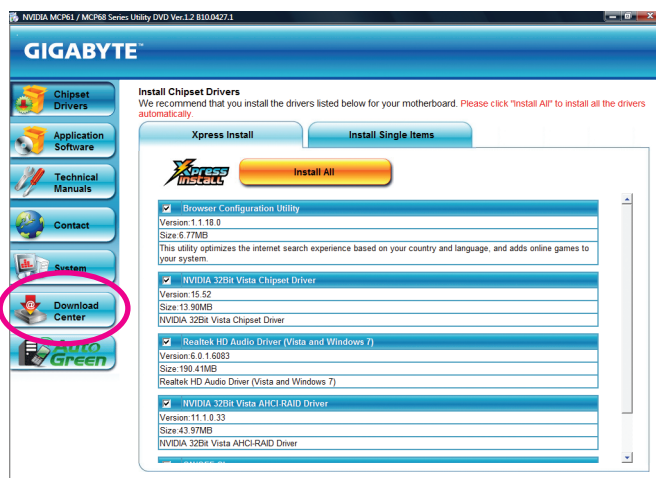 NVIDIA MCP61 / MCP68 Series Utility DVD Ver.1.2 B10.0427.1
GIGABYTE™
Chipset
Drivers
Application
Software
Technical
Manuals
Contact
System
Download
Center
Auto
Green
Install Chipset Drivers
We recommend that you install the drivers listed below for your motherboard. Please click "Install All" to install all the drivers
automatically.
Xpress Install
Install Single Items
Xpress
Install
Install All
Browser Configuration Utility
Version:1.1.18.0
Size:6.77MB
This utility optimizes the internet search experience based on your country and language, and adds online games to
your system.
NVIDIA 32Bit Vista Chipset Driver
Version:15.52
Size:13.90MB
NVIDIA 32Bit Vista Chipset Driver
Realtek HD Audio Driver (Vista and Windows 7)
Version:6.0.1.6083
Size:190.41MB
Realtek HD Audio Driver (Vista and Windows 7)
NVIDIA 32Bit Vista AHCI-RAID Driver
Version:11.1.0.33
Size:43.97MB
NVIDIA 32Bit Vista AHCI-RAID Driver